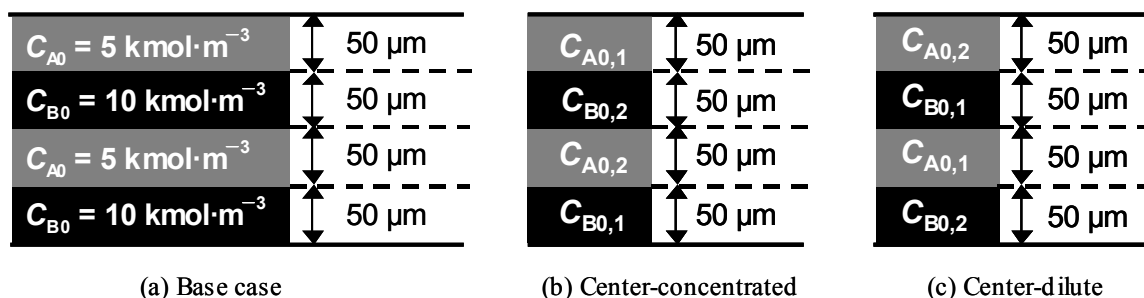 C_A0 = 5 kmol·m⁻³ 50 μm
C_B0 = 10 kmol·m⁻³ 50 μm
C_A0 = 5 kmol·m⁻³ 50 μm
C_B0 = 10 kmol·m⁻³ 50 μm
(a) Base case
C_A0,1 50 μm
C_B0,2 50 μm
C_A0,2 50 μm
C_B0,1 50 μm
(b) Center-concentrated
C_A0,2 50 μm
C_B0,1 50 μm
C_A0,1 50 μm
C_B0,2 50 μm
(c) Center-dilute